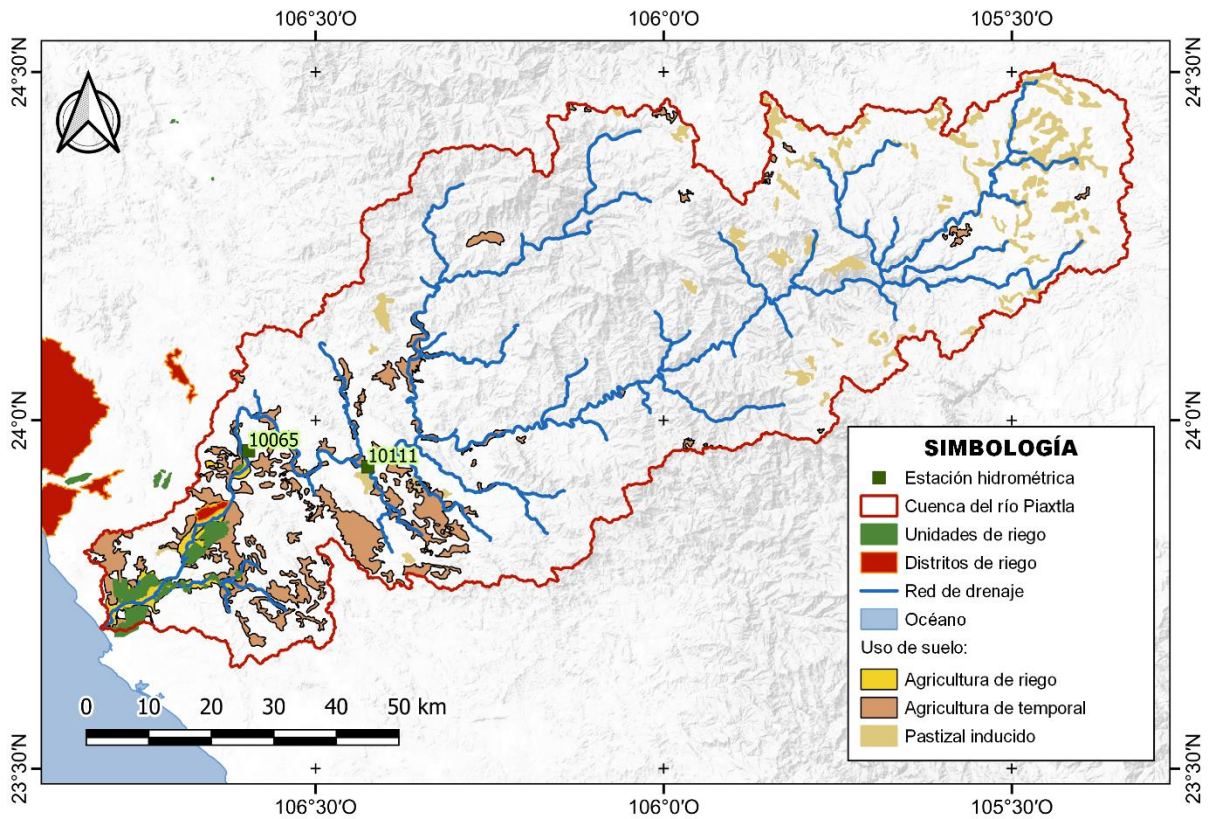 106°30'O 106°0'O 105°30'O
24°30'N 24°30'N
24°0'N 24°0'N
10065
10111
SIMBOLOGÍA
Estación hidrométrica
Cuenca del río Piaxtla
Unidades de riego
Distritos de riego
Red de drenaje
Océano
Uso de suelo:
Agricultura de riego
Agricultura de temporal
Pastizal inducido
0 10 20 30 40 50 km
23°30'N 23°30'N
106°30'O 106°0'O 105°30'O